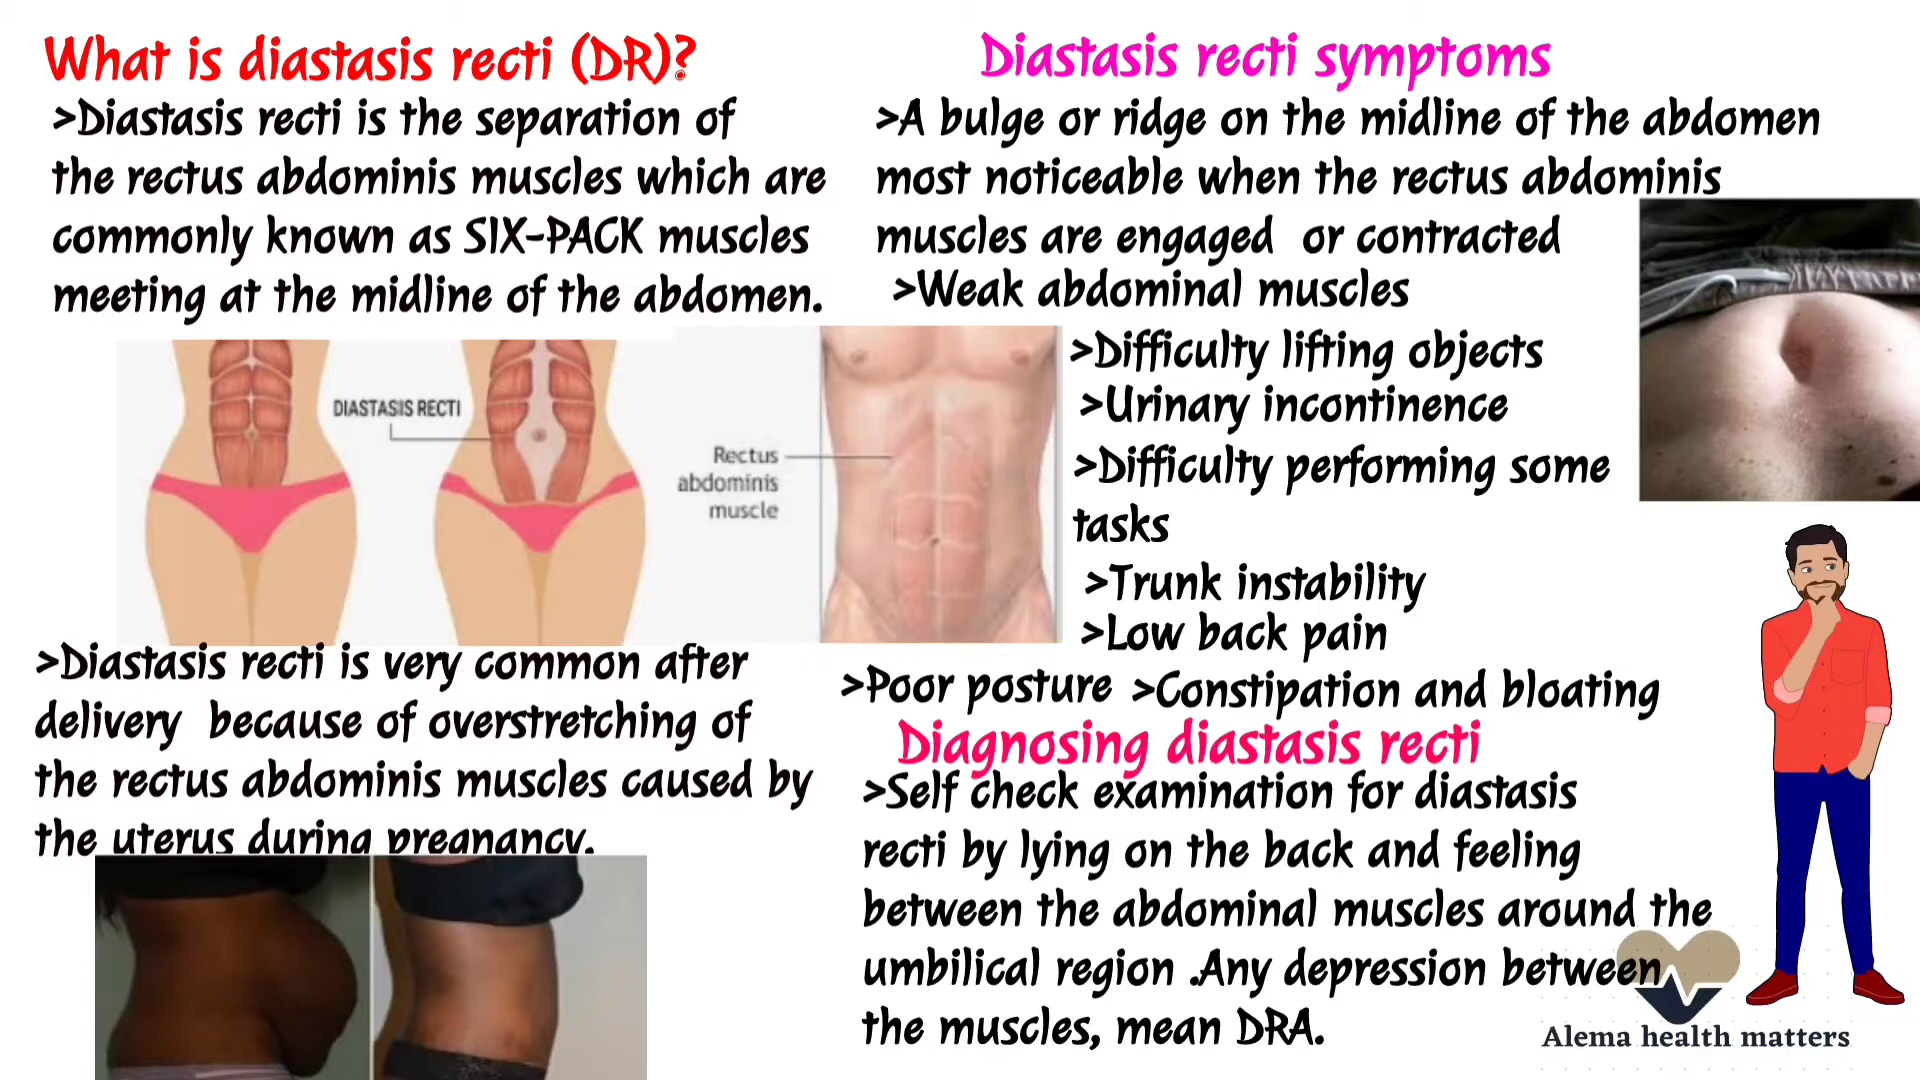 What is diastasis recti (DR)?
>Diastasis recti is the separation of
the rectus abdominis muscles which are
commonly known as SIX-PACK muscles
meeting at the midline of the abdomen.
DIASTASIS RECTI
Rectus
abdominis
muscle
>Diastasis recti is very common after
delivery because of overstretching of
the rectus abdominis muscles caused by
the uterus during pregnancy.
Diastasis recti symptoms
>A bulge or ridge on the midline of the abdomen
most noticeable when the rectus abdominis
muscles are engaged or contracted
>Weak abdominal muscles
>Difficulty lifting objects
>Urinary incontinence
>Difficulty performing some
tasks
>Trunk instability
>Low back pain
>Poor posture >Constipation and bloating
Diagnosing diastasis recti
>Self check examination for diastasis
recti by lying on the back and feeling
between the abdominal muscles around the
umbilical region .Any depression between
the muscles, mean DRA.
Alema health matters